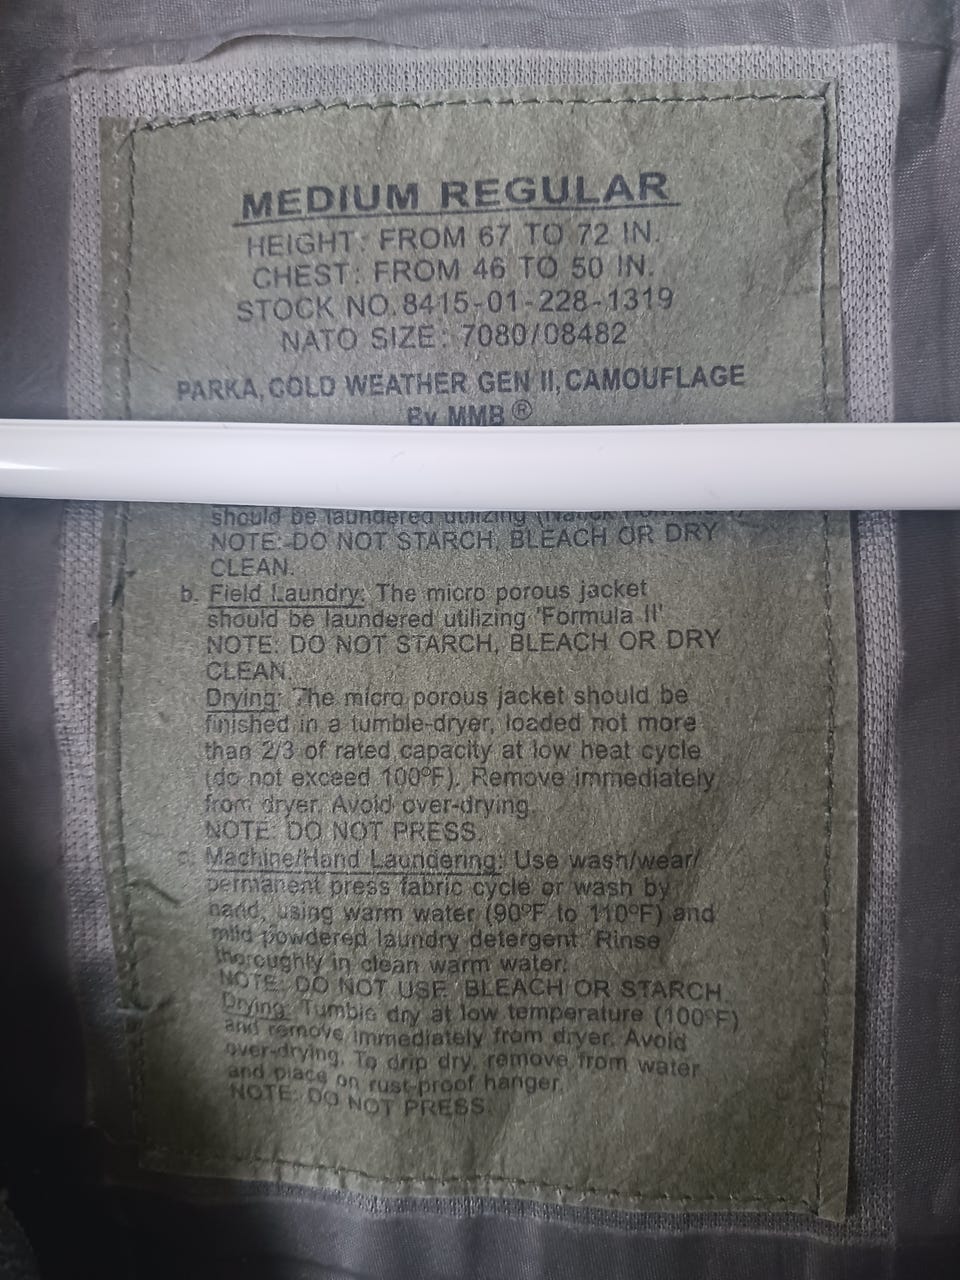 MEDIUM REGULAR
HEIGHT: FROM 67 TO 72 IN.
CHEST: FROM 46 TO 50 IN.
STOCK NO. 8415-01-228-1319
NATO SIZE: 7080/08482
PARKA, COLD WEATHER GEN II, CAMOUFLAGE
By MMB®
should be laundered utilizing
NOTE: DO NOT STARCH, BLEACH OR DRY
CLEAN.
b. Field Laundry: The micro porous jacket
should be laundered utilizing 'Formula II'
NOTE: DO NOT STARCH, BLEACH OR DRY
CLEAN.
Drying: The micro porous jacket should be
finished in a tumble-dryer, loaded not more
than 2/3 of rated capacity at low heat cycle
(do not exceed 100ºF). Remove immediately
from dryer. Avoid over-drying.
NOTE: DO NOT PRESS.
c. Machine/Hand Laundering: Use wash/wear/
permanent press fabric cycle or wash by
hand, using warm water (90ºF to 110ºF) and
mild powdered laundry detergent. Rinse
thoroughly in clean warm water.
NOTE: DO NOT USE BLEACH OR STARCH
Drying: Tumble dry at low temperature (100ºF)
and remove immediately from dryer. Avoid
over-drying. To drip dry, remove from water
and place on rust-proof hanger.
NOTE: DO NOT PRESS.